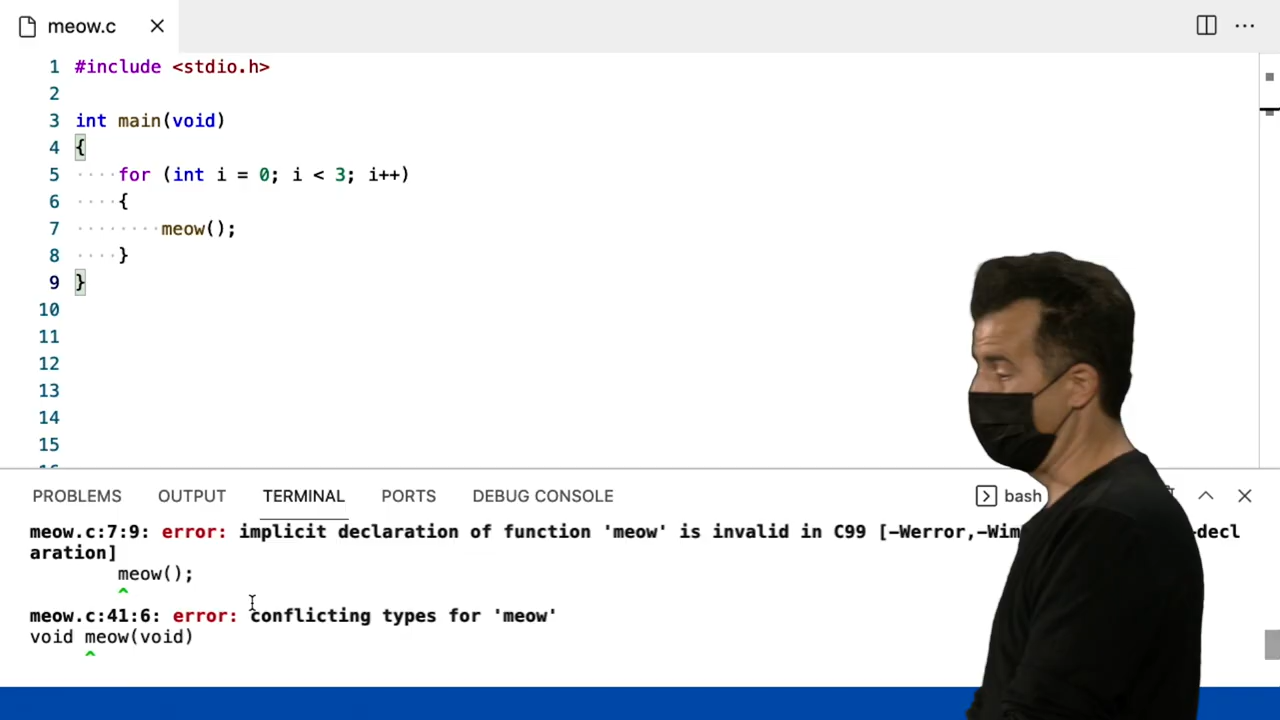 meow.c
1 #include <stdio.h>
2
3 int main(void)
4 {
5 ····for (int i = 0; i < 3; i++)
6 ····{
7 ········meow();
8 ····}
9 }
10
11
12
13
14
15
PROBLEMS OUTPUT TERMINAL PORTS DEBUG CONSOLE bash
meow.c:7:9: error: implicit declaration of function 'meow' is invalid in C99 [-Werror,-Wim -decl
aration]
meow();
^
meow.c:41:6: error: conflicting types for 'meow'
void meow(void)
^